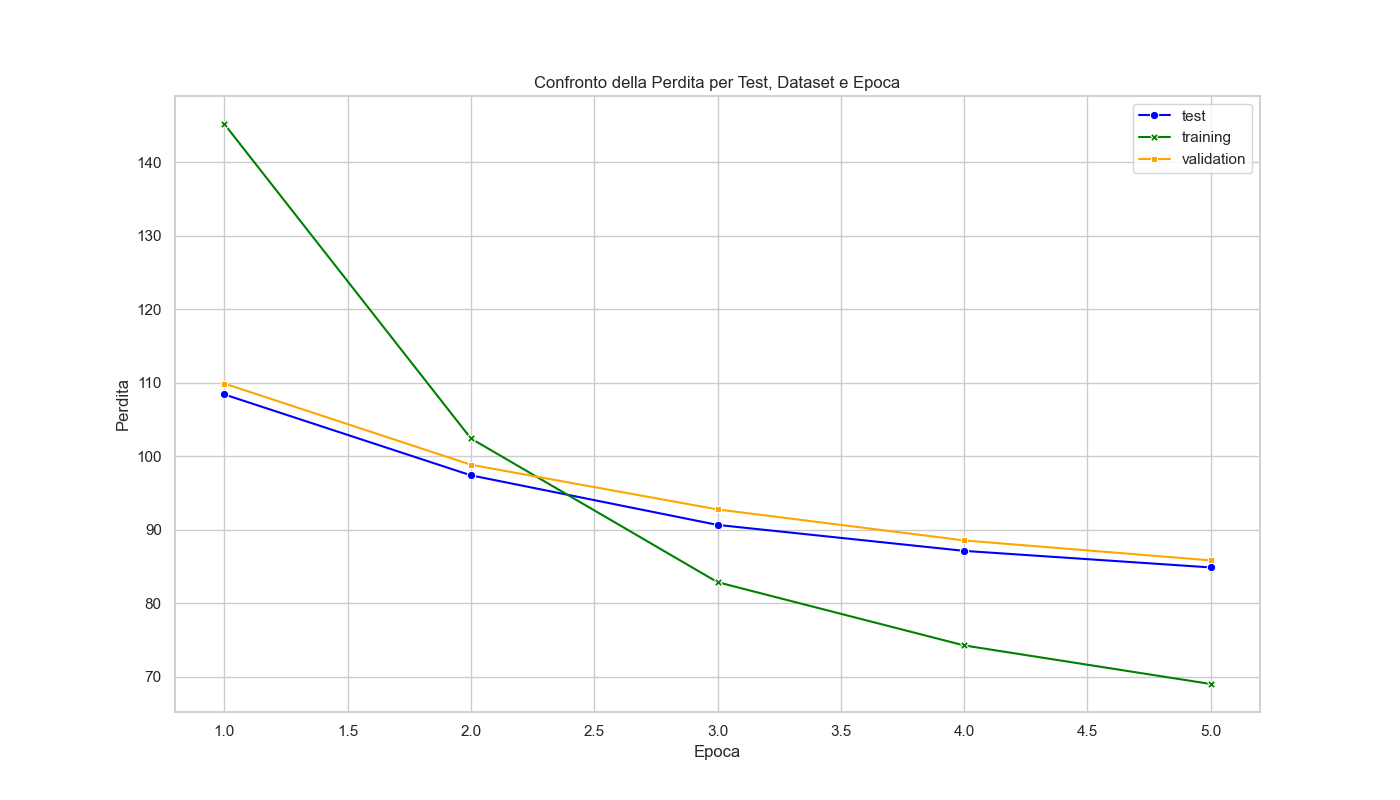 Confronto della Perdita per Test, Dataset e Epoca
test
training
validation
140
130
120
110
100
90
80
70
Perdita
1.0 1.5 2.0 2.5 3.0 3.5 4.0 4.5 5.0
Epoca